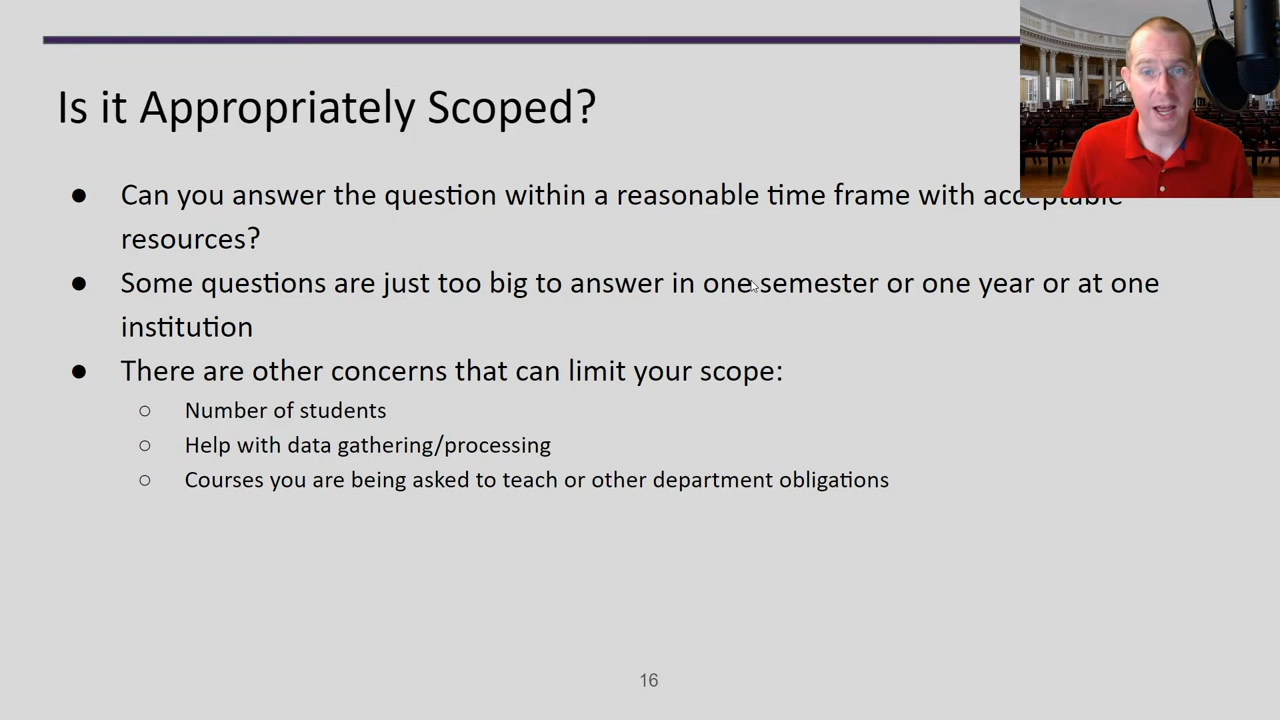 Is it Appropriately Scoped?
● Can you answer the question within a reasonable time frame with acceptable
resources?
● Some questions are just too big to answer in one semester or one year or at one
institution
● There are other concerns that can limit your scope:
○ Number of students
○ Help with data gathering/processing
○ Courses you are being asked to teach or other department obligations
16